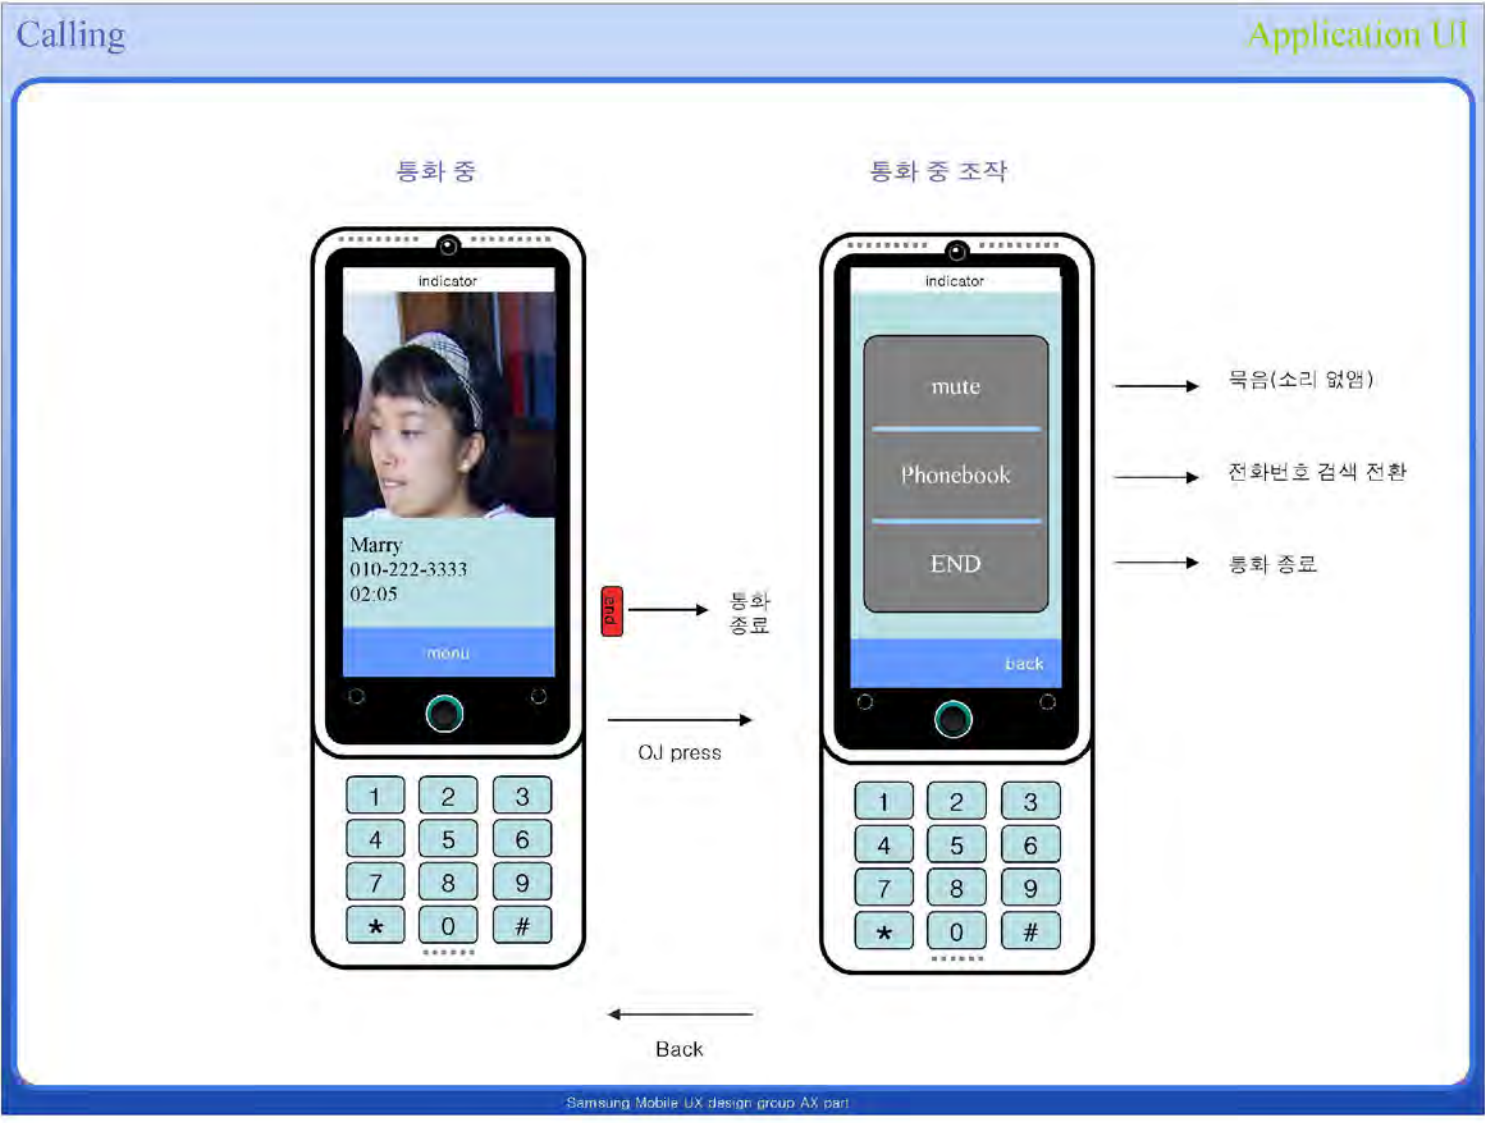 Calling
Application UI
통화 중
통화 중 조작
indicator
Marry
010-222-3333
02:05
menu
1 2 3
4 5 6
7 8 9
* 0 #
end
통화
종료
OJ press
Back
indicator
mute
Phonebook
END
back
1 2 3
4 5 6
7 8 9
* 0 #
묵음(소리 없앰)
전화번호 검색 전환
통화 종료
Samsung Mobile UX design group AX part